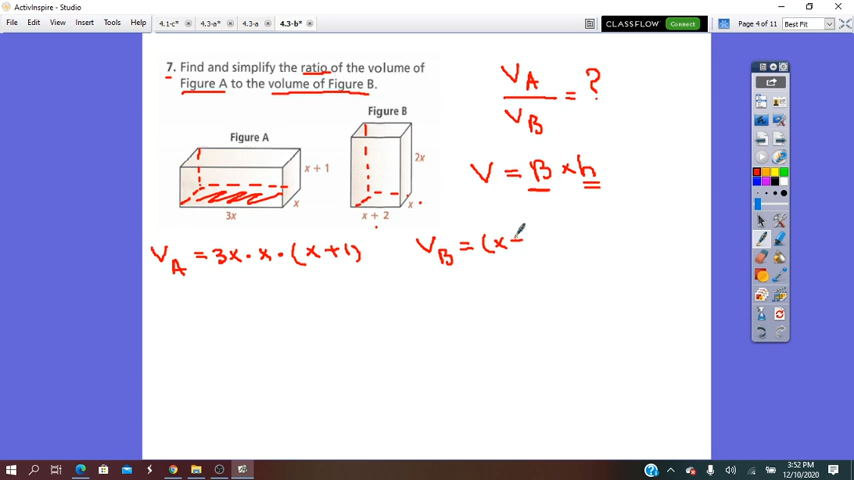 ActivInspire - Studio
4.1-c* 4.3-a* 4.3-a 4.3-b*
CLASSFLOW Connect
Page 4 of 11
Best Fit
File Edit View Insert Tools Help
7. Find and simplify the ratio of the volume of
Figure A to the volume of Figure B.
Figure B
Figure A
x + 1
2x
x
x
3x
x + 2
V_A / V_B = ?
V = B × h
V_A = 3x · x · (x + 1)
V_B = (x -
3:52 PM
12/10/2020